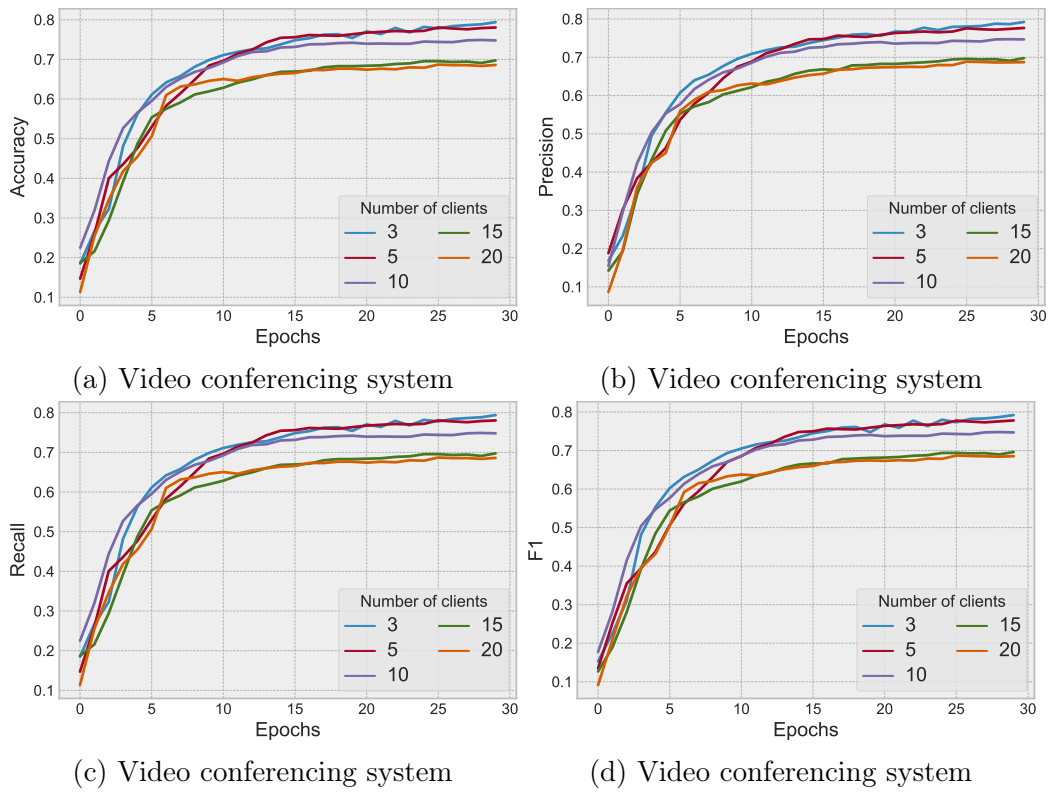 0.8
0.7
0.6
0.5
0.4
0.3
0.2
0.1
Accuracy
Number of clients
3 15
5 20
10
0 5 10 15 20 25 30
Epochs
(a) Video conferencing system
0.8
0.7
0.6
0.5
0.4
0.3
0.2
0.1
Precision
Number of clients
3 15
5 20
10
0 5 10 15 20 25 30
Epochs
(b) Video conferencing system
0.8
0.7
0.6
0.5
0.4
0.3
0.2
0.1
Recall
Number of clients
3 15
5 20
10
0 5 10 15 20 25 30
Epochs
(c) Video conferencing system
0.8
0.7
0.6
0.5
0.4
0.3
0.2
0.1
F1
Number of clients
3 15
5 20
10
0 5 10 15 20 25 30
Epochs
(d) Video conferencing system